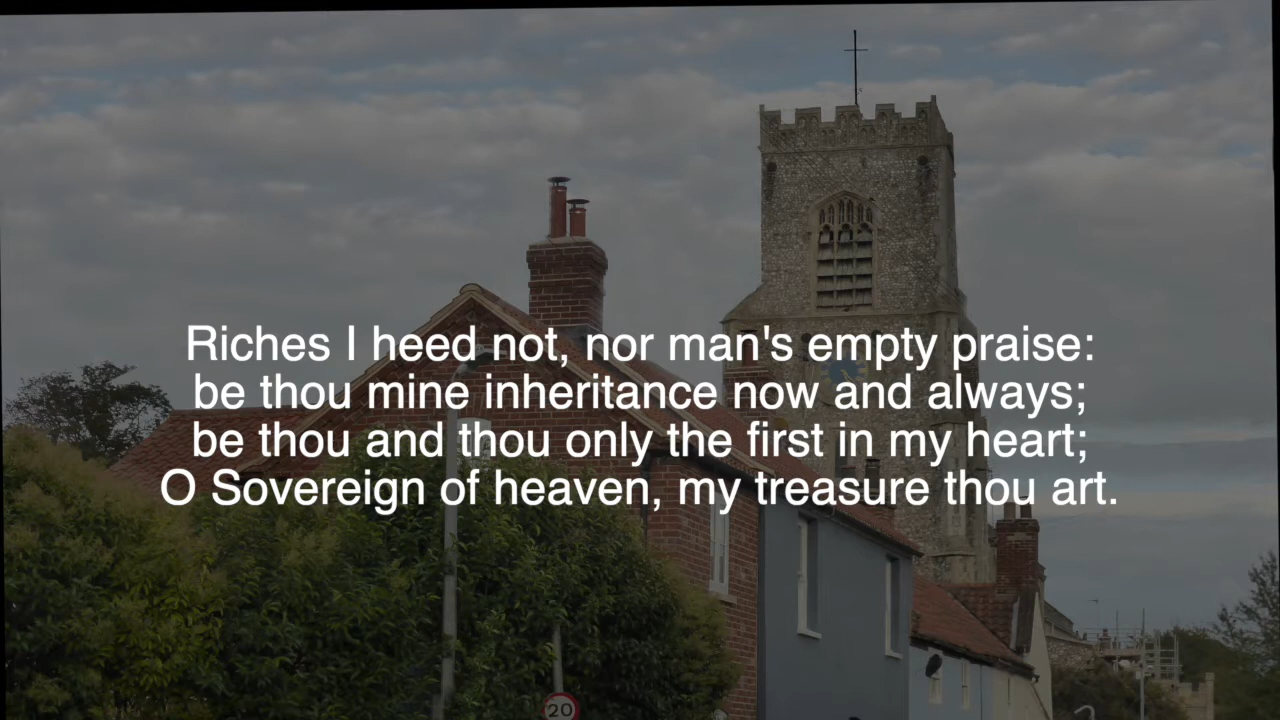 Riches I heed not, nor man's empty praise:
be thou mine inheritance now and always;
be thou and thou only the first in my heart;
O Sovereign of heaven, my treasure thou art.
20